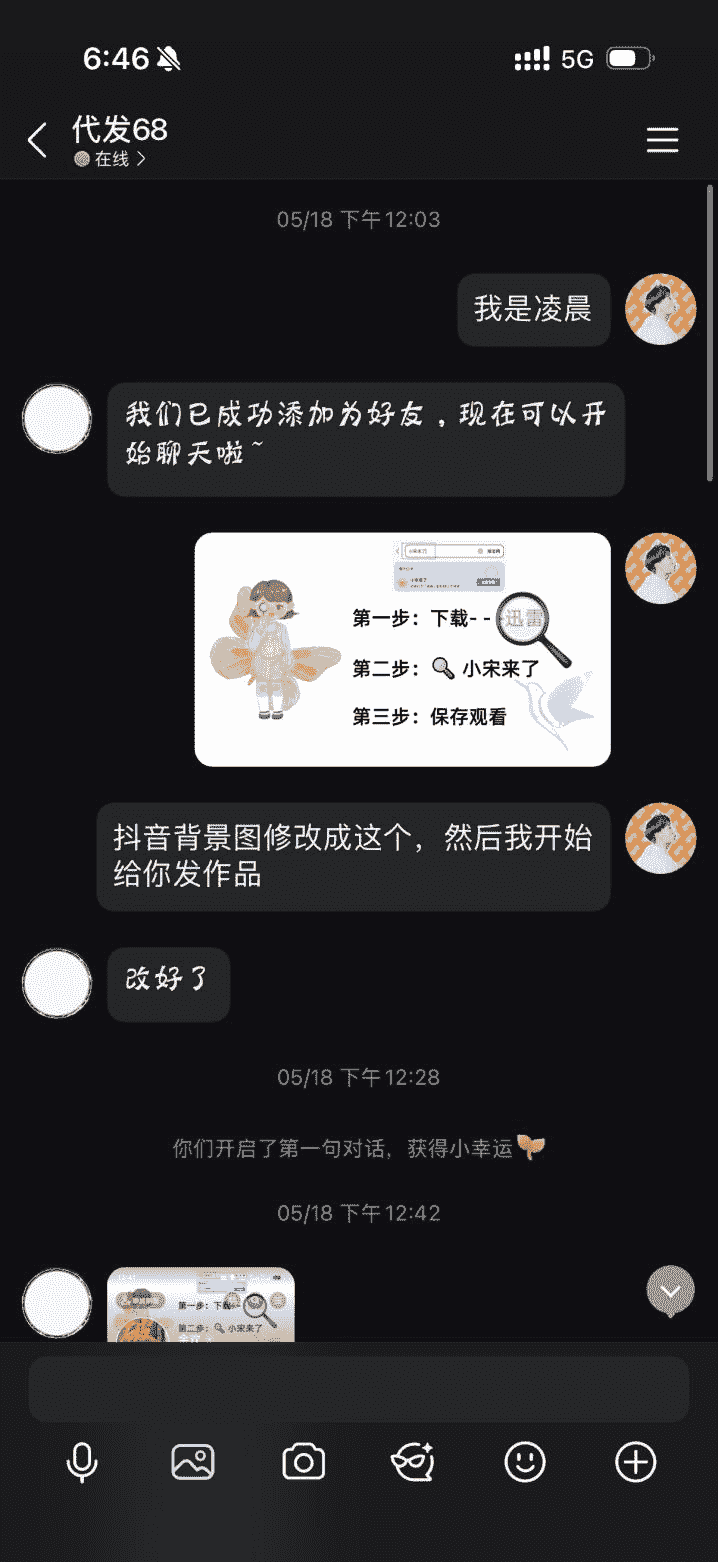 6:46
5G
代发68
在线
05/18 下午12:03
我是凌晨
我们已成功添加为好友，现在可以开
始聊天啦~
第一步：下载- - 迅雷
第二步：🔍 小宋来了
第三步：保存观看
抖音背景图修改成这个，然后我开始
给你发作品
改好了
05/18 下午12:28
你们开启了第一句对话，获得小幸运
05/18 下午12:42
第一步：下载-
第二步：🔍 小宋来了